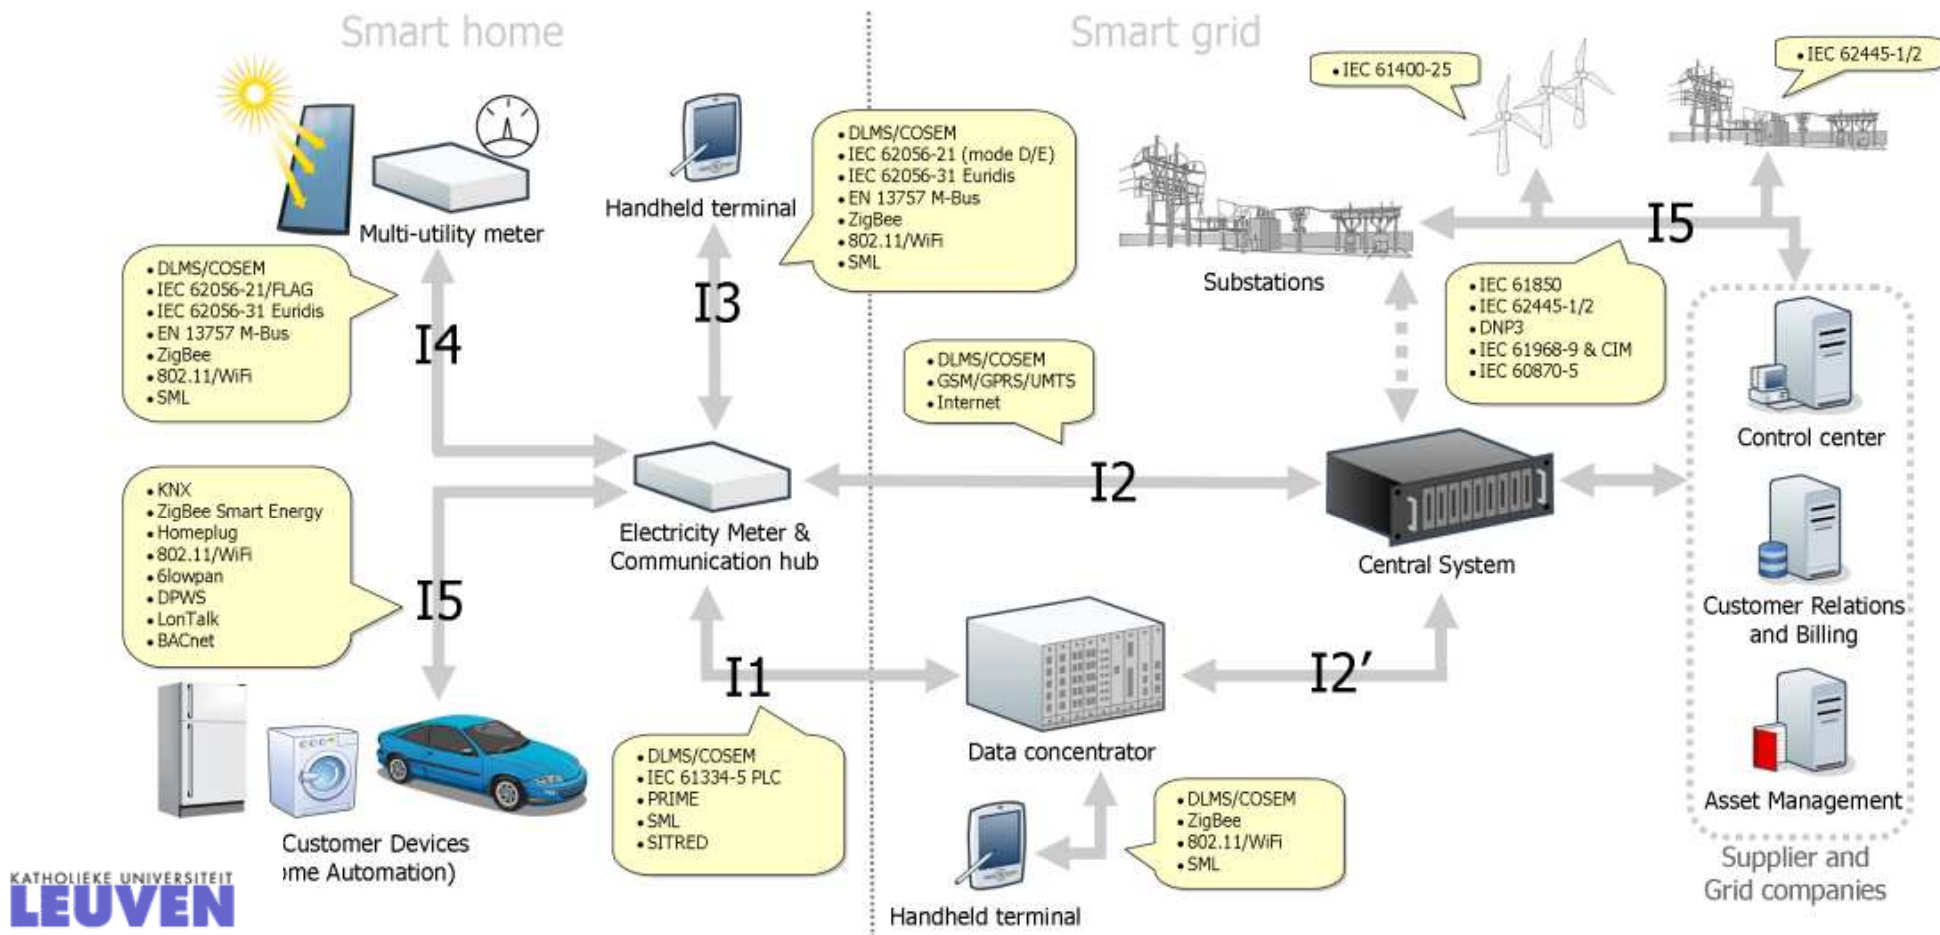 Smart home
Smart grid
• IEC 61400-25
• IEC 62445-1/2
Multi-utility meter
Handheld terminal
• DLMS/COSEM
• IEC 62056-21 (mode D/E)
• IEC 62056-31 Euridis
• EN 13757 M-Bus
• ZigBee
• 802.11/WiFi
• SML
Substations
I5
• DLMS/COSEM
• IEC 62056-21/FLAG
• IEC 62056-31 Euridis
• EN 13757 M-Bus
• ZigBee
• 802.11/WiFi
• SML
I4
I3
• DLMS/COSEM
• GSM/GPRS/UMTS
• Internet
• IEC 61850
• IEC 62445-1/2
• DNP3
• IEC 61968-9 & CIM
• IEC 60870-5
Control center
• KNX
• ZigBee Smart Energy
• Homeplug
• 802.11/WiFi
• 6lowpan
• DPWS
• LonTalk
• BACnet
I5
Electricity Meter &
Communication hub
I2
Central System
Customer Relations
and Billing
I1
I2′
• DLMS/COSEM
• IEC 61334-5 PLC
• PRIME
• SML
• SITRED
Data concentrator
• DLMS/COSEM
• ZigBee
• 802.11/WiFi
• SML
Asset Management
Customer Devices
ome Automation)
Handheld terminal
Supplier and
Grid companies
KATHOLIEKE UNIVERSITEIT
LEUVEN